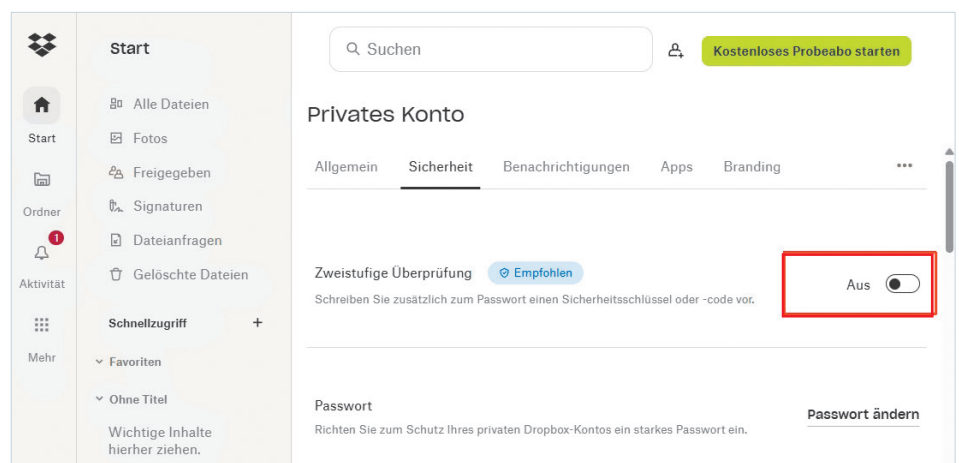 Start
Ordner
1
Aktivität
Mehr
Start
Alle Dateien
Fotos
Freigegeben
Signaturen
Dateianfragen
Gelöschte Dateien
Schnellzugriff +
Favoriten
Ohne Titel
Wichtige Inhalte
hierher ziehen.
Suchen
Kostenloses Probeabo starten
Privates Konto
Allgemein Sicherheit Benachrichtigungen Apps Branding ...
Zweistufige Überprüfung Empfohlen
Schreiben Sie zusätzlich zum Passwort einen Sicherheitsschlüssel oder -code vor.
Aus
Passwort
Richten Sie zum Schutz Ihres privaten Dropbox-Kontos ein starkes Passwort ein.
Passwort ändern